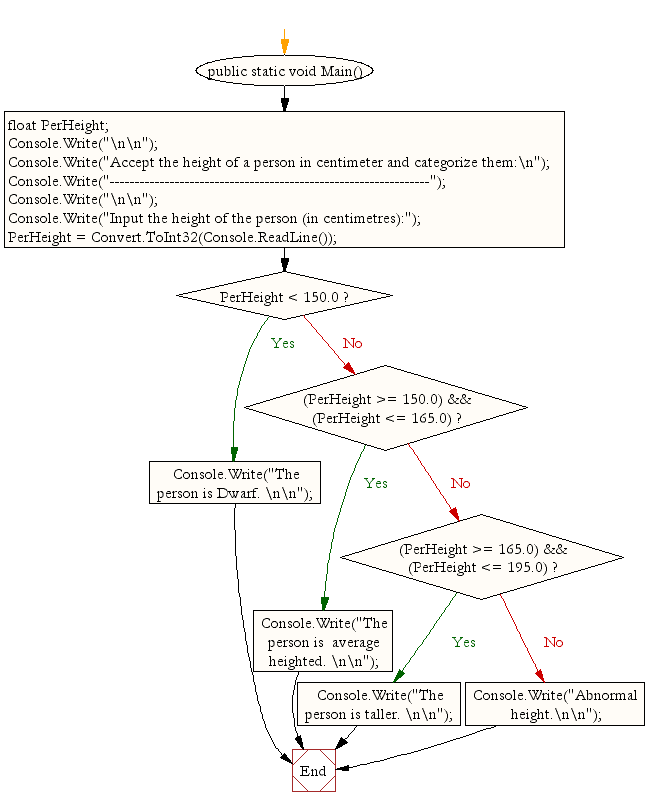 public static void Main()
float PerHeight;
Console.Write("\n\n");
Console.Write("Accept the height of a person in centimeter and categorize them:\n");
Console.Write("----------------------------------------------------------------");
Console.Write("\n\n");
Console.Write("Input the height of the person (in centimetres):");
PerHeight = Convert.ToInt32(Console.ReadLine());
PerHeight < 150.0 ?
Yes
No
(PerHeight >= 150.0) &&
(PerHeight <= 165.0) ?
Console.Write("The
person is Dwarf. \n\n");
Yes
No
(PerHeight >= 165.0) &&
(PerHeight <= 195.0) ?
Console.Write("The
person is  average
heighted. \n\n");
Yes
No
Console.Write("The
person is taller. \n\n");
Console.Write("Abnormal
height.\n\n");
End